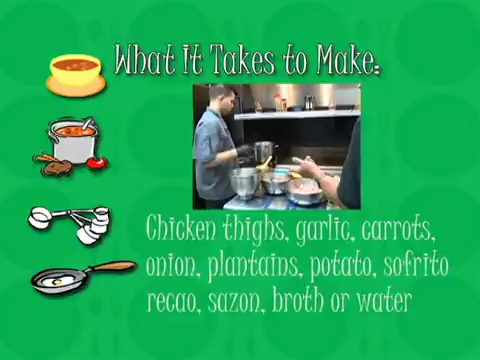 What It Takes to Make:
Chicken thighs, garlic, carrots,
onion, plantains, potato, sofrito
recao, sazon, broth or water